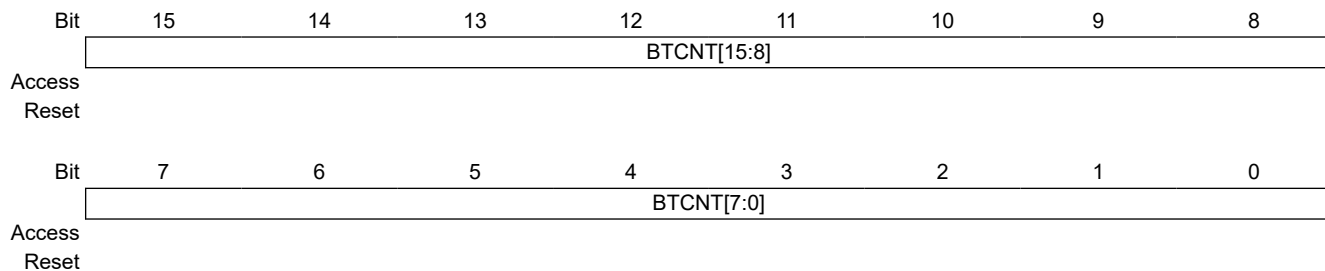 Bit 15 14 13 12 11 10 9 8
BTCNT[15:8]
Access
Reset
Bit 7 6 5 4 3 2 1 0
BTCNT[7:0]
Access
Reset